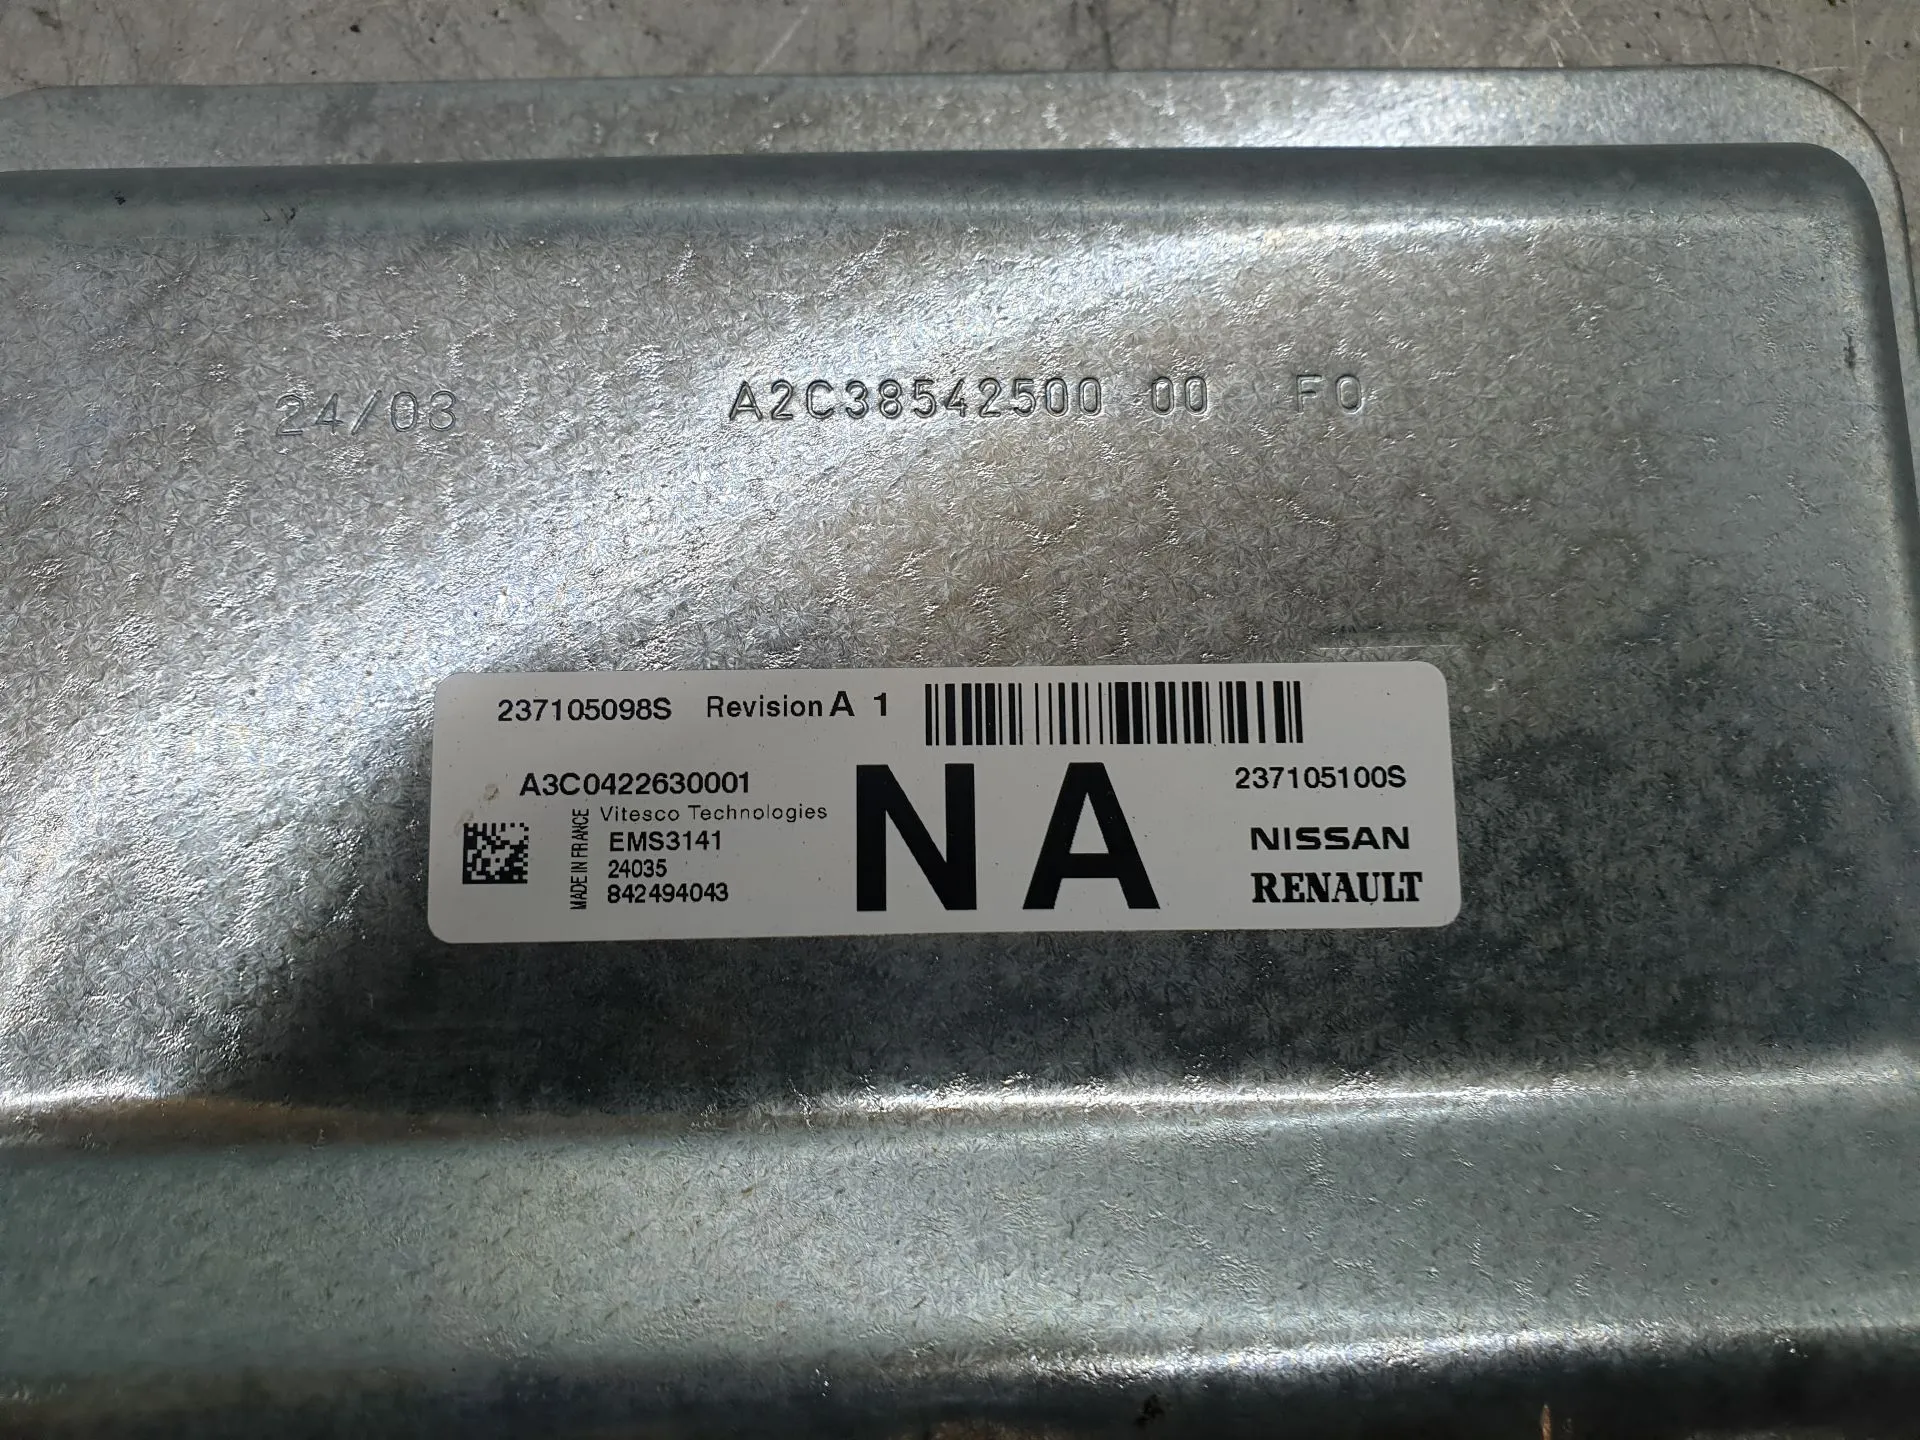 24/03 A2C38542500 00 F0
237105098S Revision A 1
A3C0422630001
237105100S
MADE IN FRANCE
Vitesco Technologies
EMS3141
24035
842494043
NA
NISSAN
RENAULT